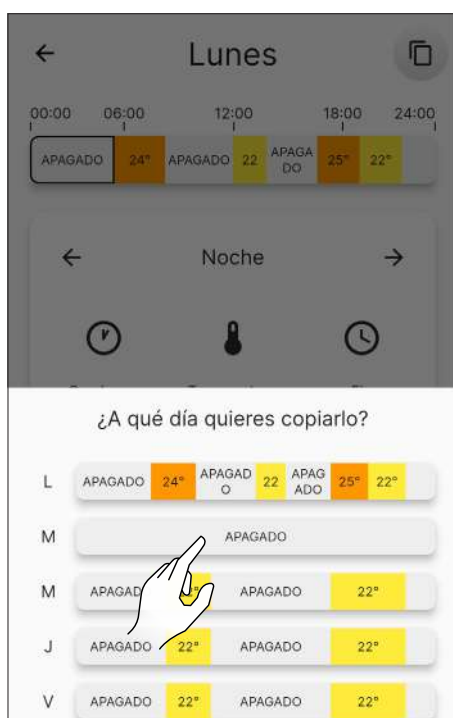 Lunes
00:00 06:00 12:00 18:00 24:00
APAGADO 24° APAGADO 22 APAGA
DO 25° 22°
Noche
¿A qué día quieres copiarlo?
L APAGADO 24° APAGAD
O 22 APAG
ADO 25° 22°
M APAGADO
M APAGAD 22° APAGADO 22°
J APAGADO 22° APAGADO 22°
V APAGADO 22° APAGADO 22°